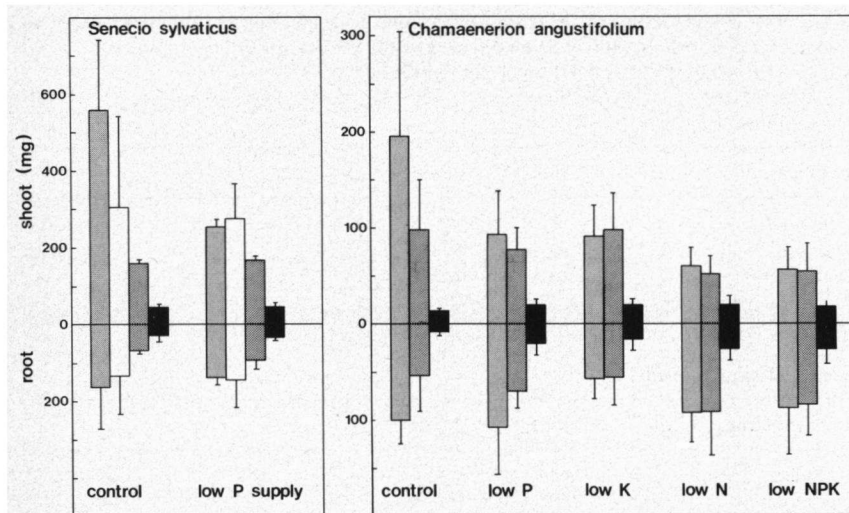 Senecio sylvaticus
600
400
200
0
200
shoot (mg)
root
control
low P supply
Chamaenerion angustifolium
300
200
100
0
100
control
low P
low K
low N
low NPK